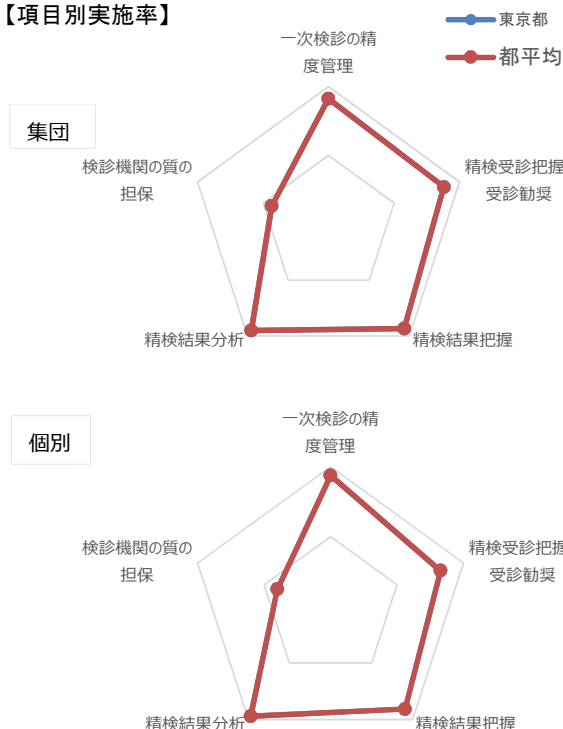 【項目別実施率】
東京都
都平均
集団
一次検診の精
度管理
精検受診把握
受診勧奨
精検結果把握
精検結果分析
検診機関の質の
担保
個別
一次検診の精
度管理
精検受診把握
受診勧奨
精検結果把握
精検結果分析
検診機関の質の
担保